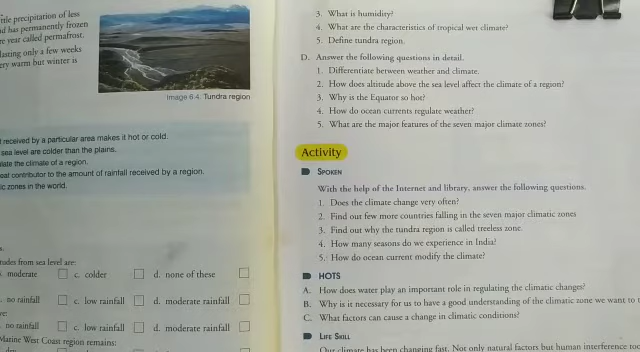 little precipitation of less
has permanently frozen
year called permafrost.
lasting only a few weeks
very warm but winter is
Image 6.4: Tundra region
received by a particular area makes it hot or cold.
sea level are colder than the plains.
the climate of a region.
contributor to the amount of rainfall received by a region.
zones in the world.
from sea level are:
moderate c. colder d. none of these
no rainfall c. low rainfall d. moderate rainfall
no rainfall c. low rainfall d. moderate rainfall
Marine West Coast region remains:
3. What is humidity?
4. What are the characteristics of tropical wet climate?
5. Define tundra region.
D. Answer the following questions in detail.
1. Differentiate between weather and climate.
2. How does altitude above the sea level affect the climate of a region?
3. Why is the Equator so hot?
4. How do ocean currents regulate weather?
5. What are the major features of the seven major climatic zones?
Activity
SPOKEN
With the help of the Internet and library, answer the following questions.
1. Does the climate change very often?
2. Find out few more countries falling in the seven major climatic zones
3. Find out why the tundra region is called treeless zone.
4. How many seasons do we experience in India?
5. How do ocean current modify the climate?
HOTS
A. How does water play an important role in regulating the climatic changes?
B. Why is it necessary for us to have a good understanding of the climatic zone we want to
C. What factors can cause a change in climatic conditions?
LIFE SKILL
Our climate has been changing fast. Not only natural factors but human interference too